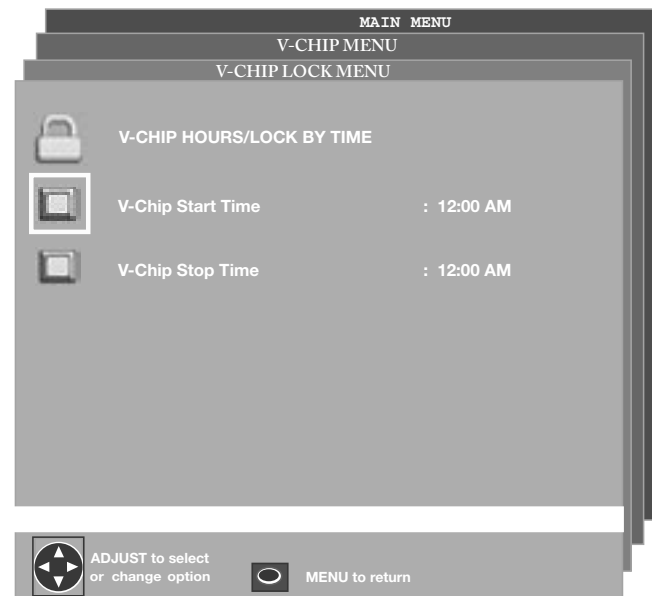 MAIN MENU
V-CHIP MENU
V-CHIP LOCK MENU
V-CHIP HOURS/LOCK BY TIME
V-Chip Start Time : 12:00 AM
V-Chip Stop Time : 12:00 AM
ADJUST to select
or change option
MENU to return